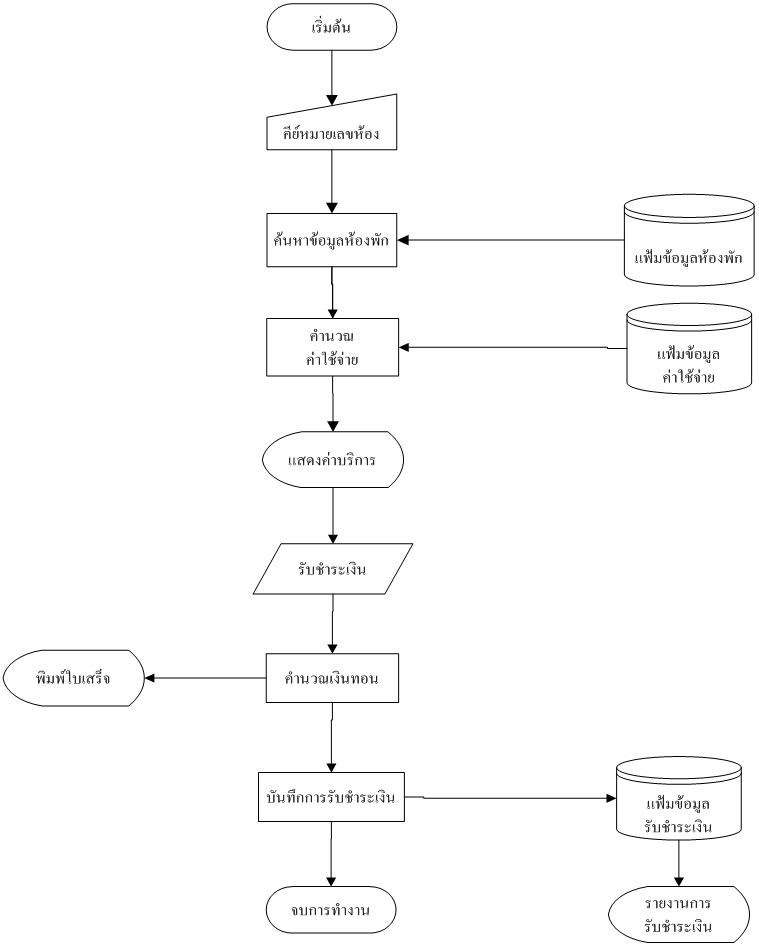 เริ่มต้น
คีย์หมายเลขห้อง
ค้นหาข้อมูลห้องพัก
แฟ้มข้อมูลห้องพัก
คำนวณ
ค่าใช้จ่าย
แฟ้มข้อมูล
ค่าใช้จ่าย
แสดงค่าบริการ
รับชำระเงิน
พิมพ์ใบเสร็จ
คำนวณเงินทอน
บันทึกการรับชำระเงิน
แฟ้มข้อมูล
รับชำระเงิน
จบการทำงาน
รายงานการ
รับชำระเงิน